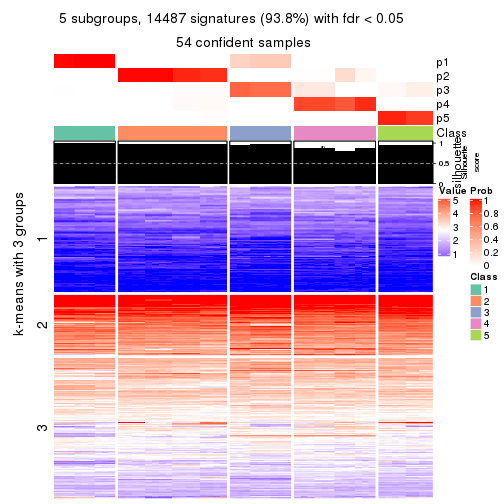 5 subgroups, 14487 signatures (93.8%) with fdr < 0.05
54 confident samples
p1
p2
p3
p4
p5
Class
1
0.5
0
silhouette
Silhouette
score
k-means with 3 groups
1
2
3
Value
5
4
3
2
1
Prob
1
0.8
0.6
0.4
0.2
0
Class
1
2
3
4
5